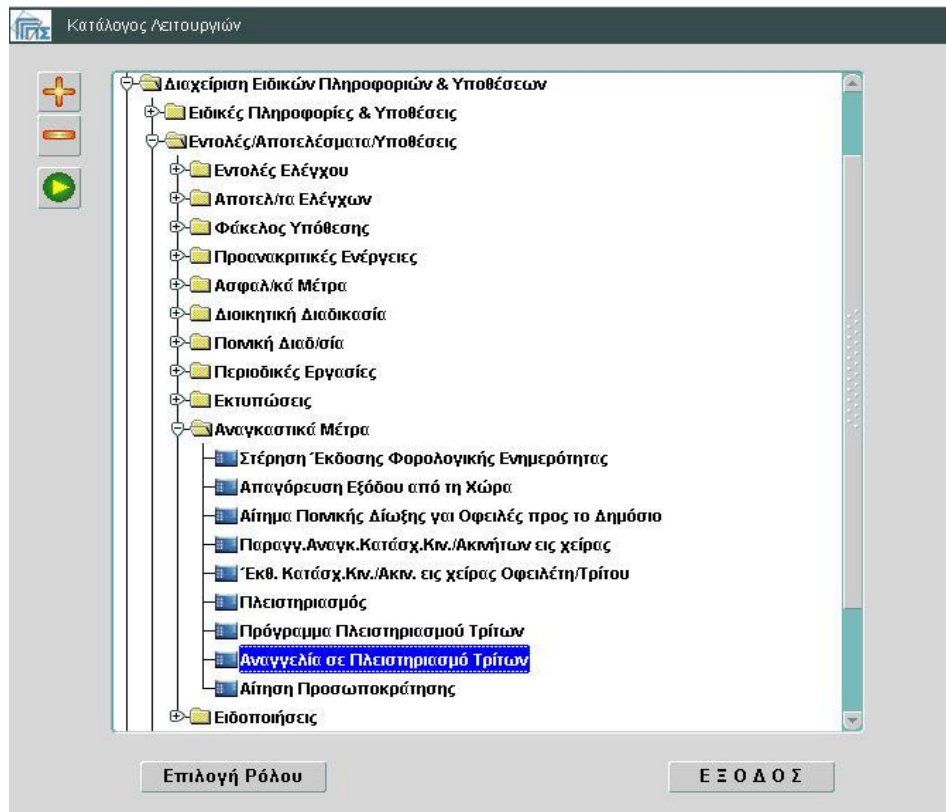 Κατάλογος Λειτουργιών
Διαχείριση Ειδικών Πληροφοριών & Υποθέσεων
Ειδικές Πληροφορίες & Υποθέσεις
Εντολές/Αποτελέσματα/Υποθέσεις
Εντολές Ελέγχου
Αποτελ/τα Ελέγχων
Φάκελος Υπόθεσης
Προανακριτικές Ενέργειες
Ασφαλ/κά Μέτρα
Διοικητική Διαδικασία
Ποινική Διαδ/σία
Περιοδικές Εργασίες
Εκτυπώσεις
Αναγκαστικά Μέτρα
Στέρηση Έκδοσης Φορολογικής Ενημερότητας
Απαγόρευση Εξόδου από τη Χώρα
Αίτημα Ποινικής Δίωξης γαι Οφειλές προς το Δημόσιο
Παραγγ.Αναγκ.Κατάσχ.Κιν./Ακινήτων εις χείρας
Έκθ. Κατάσχ.Κιν./Ακιν. εις χείρας Οφειλέτη/Τρίτου
Πλειστηριασμός
Πρόγραμμα Πλειστηριασμού Τρίτων
Αναγγελία σε Πλειστηριασμό Τρίτων
Αίτηση Προσωποκράτησης
Ειδοποιήσεις
Επιλογή Ρόλου
Ε Ξ Ο Δ Ο Σ